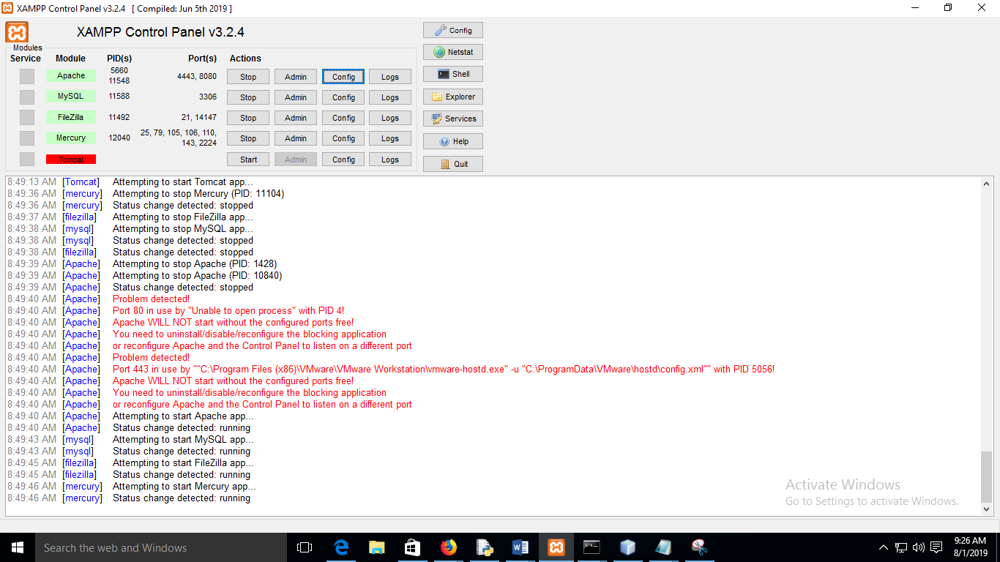 XAMPP Control Panel v3.2.4 [ Compiled: Jun 5th 2019 ]
XAMPP Control Panel v3.2.4
Config
Modules
Service Module PID(s) Port(s) Actions
Netstat
Apache 5660 11548 4443, 8080 Stop Admin Config Logs
Shell
MySQL 11588 3306 Stop Admin Config Logs
Explorer
FileZilla 11492 21, 14147 Stop Admin Config Logs
Services
Mercury 12040 25, 79, 105, 106, 110, 143, 2224 Stop Admin Config Logs
Help
Tomcat Start Admin Config Logs
Quit
8:49:13 AM [Tomcat] Attempting to start Tomcat app...
8:49:36 AM [mercury] Attempting to stop Mercury (PID: 11104)
8:49:36 AM [mercury] Status change detected: stopped
8:49:37 AM [filezilla] Attempting to stop FileZilla app...
8:49:38 AM [mysql] Attempting to stop MySQL app...
8:49:38 AM [mysql] Status change detected: stopped
8:49:38 AM [filezilla] Status change detected: stopped
8:49:39 AM [Apache] Attempting to stop Apache (PID: 1428)
8:49:39 AM [Apache] Attempting to stop Apache (PID: 10840)
8:49:39 AM [Apache] Status change detected: stopped
8:49:40 AM [Apache] Problem detected!
8:49:40 AM [Apache] Port 80 in use by "Unable to open process" with PID 4!
8:49:40 AM [Apache] Apache WILL NOT start without the configured ports free!
8:49:40 AM [Apache] You need to uninstall/disable/reconfigure the blocking application
8:49:40 AM [Apache] or reconfigure Apache and the Control Panel to listen on a different port
8:49:40 AM [Apache] Problem detected!
8:49:40 AM [Apache] Port 443 in use by ""C:\Program Files (x86)\VMware\VMware Workstation\vmware-hostd.exe" -u "C:\ProgramData\VMware\hostd\config.xml"" with PID 5056!
8:49:40 AM [Apache] Apache WILL NOT start without the configured ports free!
8:49:40 AM [Apache] You need to uninstall/disable/reconfigure the blocking application
8:49:40 AM [Apache] or reconfigure Apache and the Control Panel to listen on a different port
8:49:40 AM [Apache] Attempting to start Apache app...
8:49:40 AM [Apache] Status change detected: running
8:49:43 AM [mysql] Attempting to start MySQL app...
8:49:43 AM [mysql] Status change detected: running
8:49:45 AM [filezilla] Attempting to start FileZilla app...
8:49:45 AM [filezilla] Status change detected: running
8:49:46 AM [mercury] Attempting to start Mercury app...
8:49:46 AM [mercury] Status change detected: running
Activate Windows
Go to Settings to activate Windows.
Search the web and Windows
9:26 AM
8/1/2019